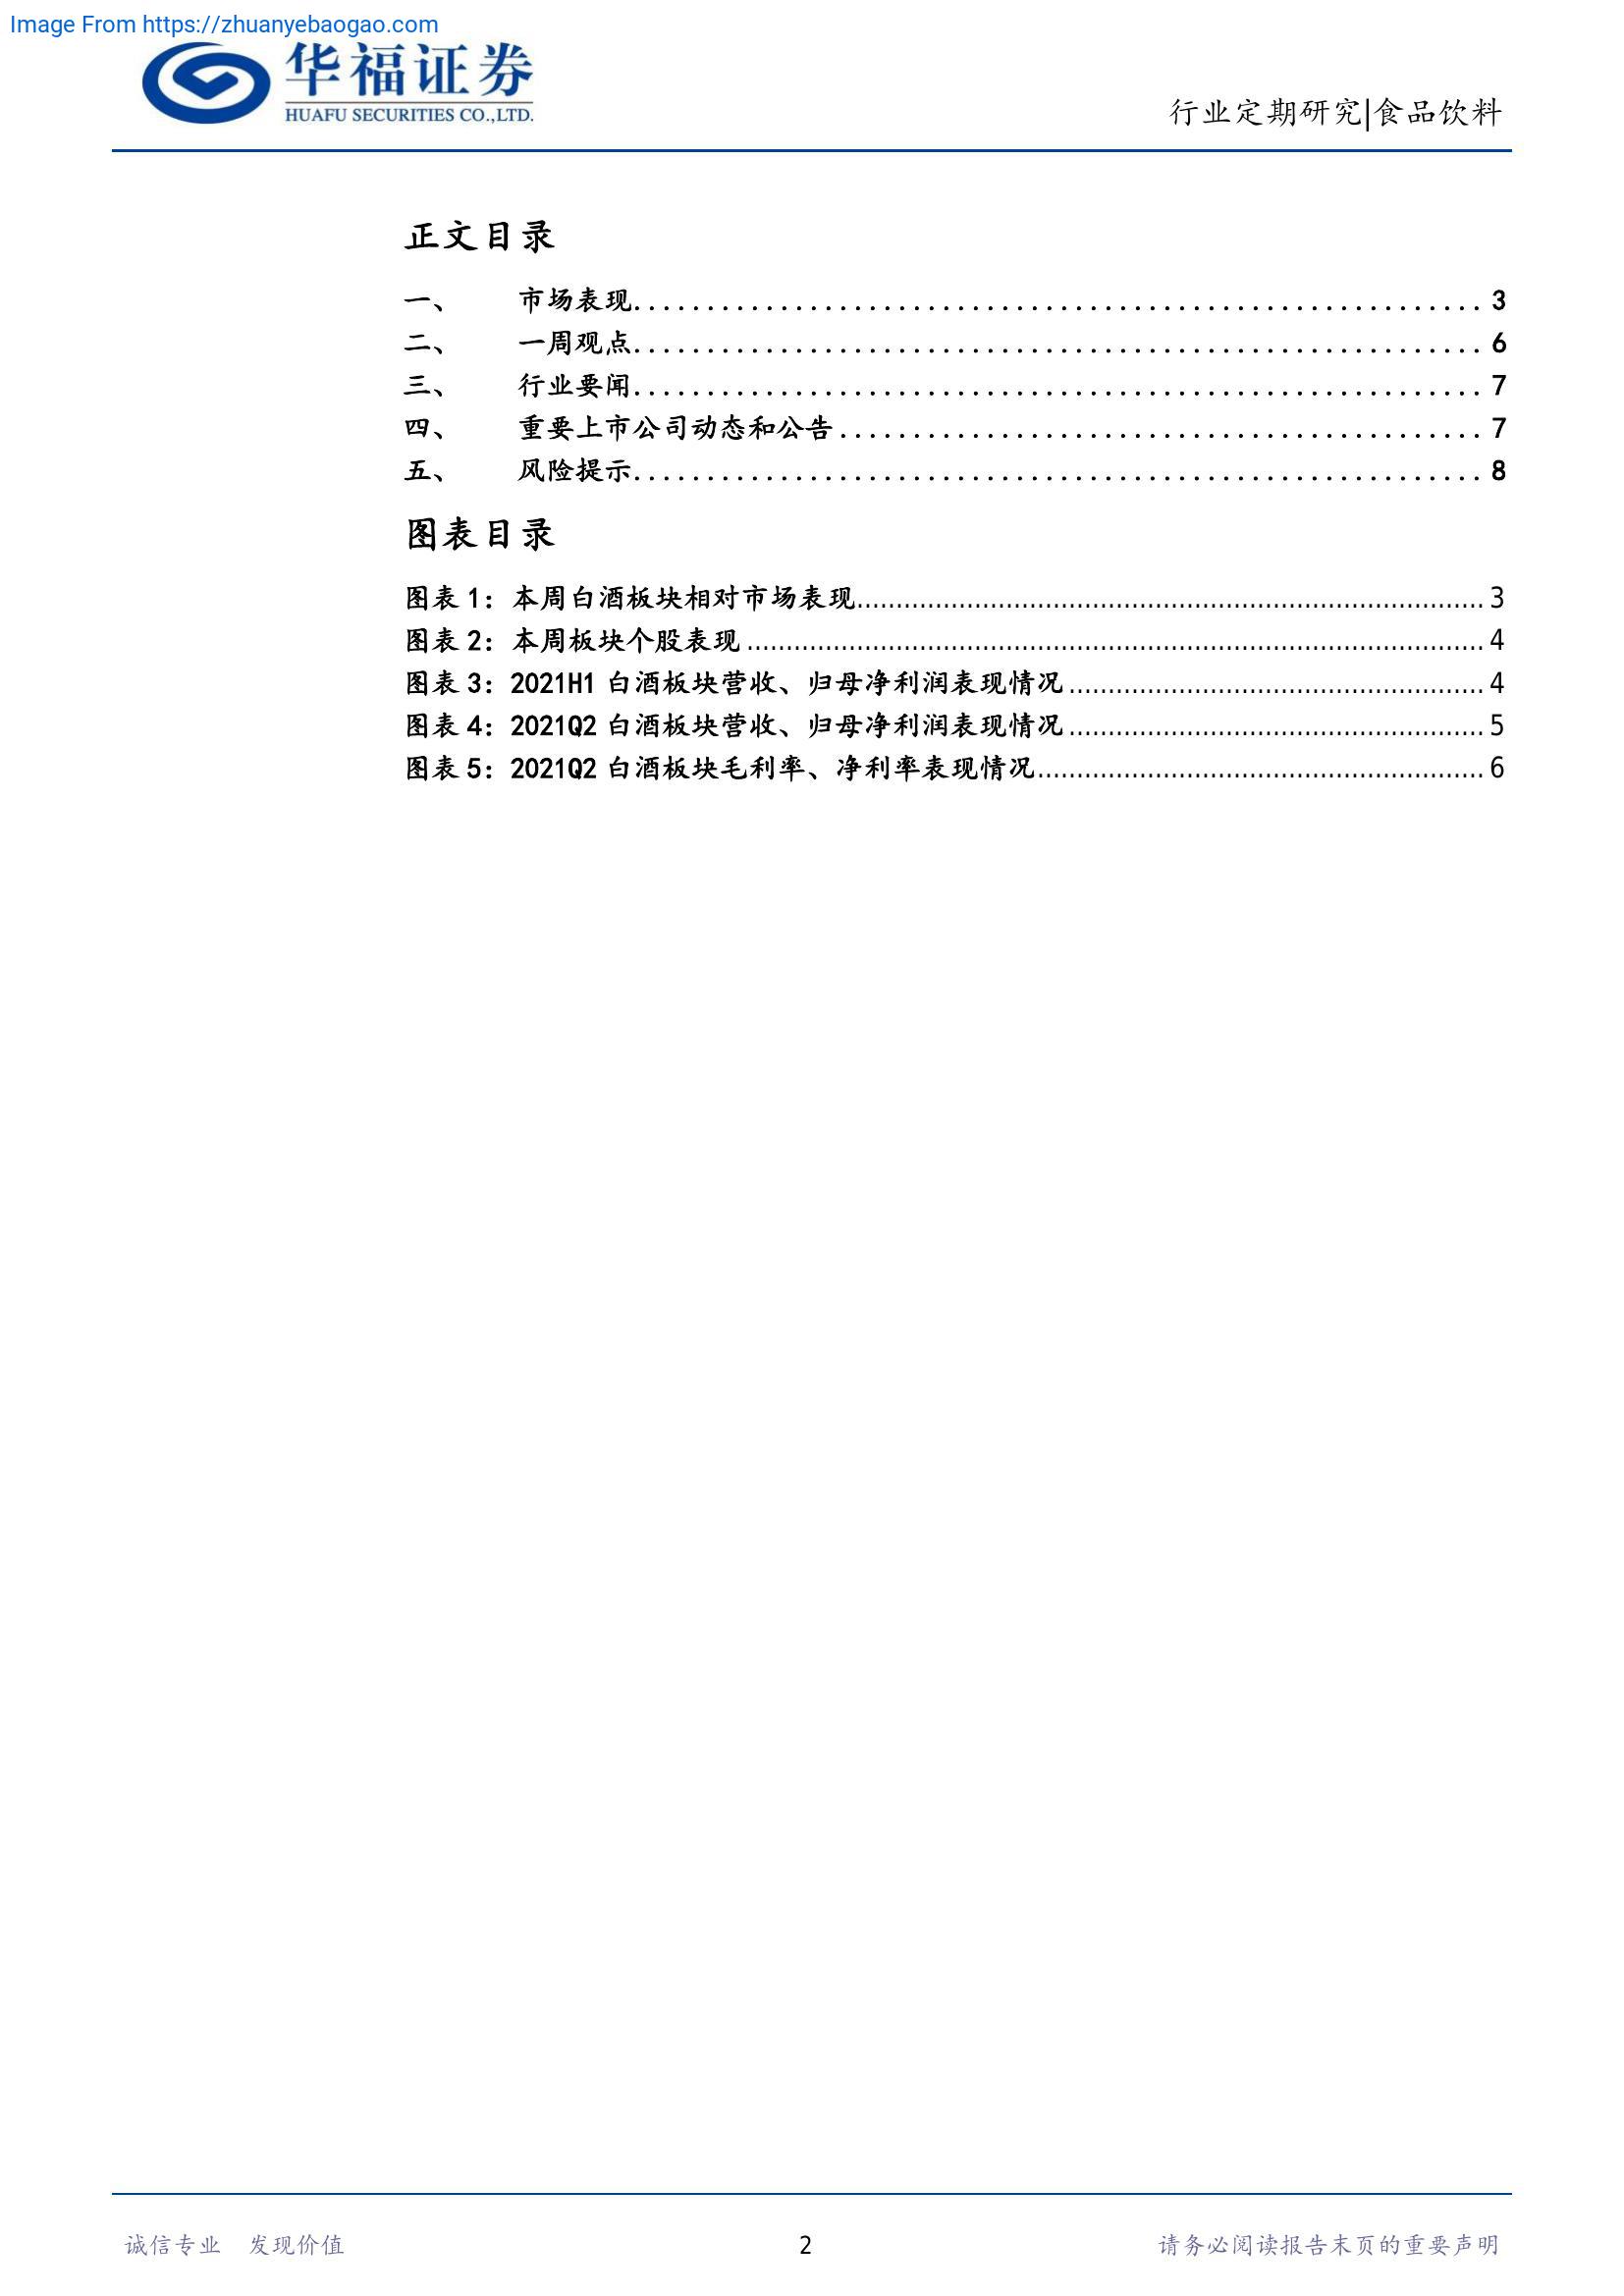 Image From https://zhuanyebaogao.com
华福证券
HUAFU SECURITIES CO.,LTD.
行业定期研究|食品饮料
正文目录
一、 市场表现 3
二、 一周观点 6
三、 行业要闻 7
四、 重要上市公司动态和公告 7
五、 风险提示 8
图表目录
图表 1：本周白酒板块相对市场表现 3
图表 2：本周板块个股表现 4
图表 3：2021H1 白酒板块营收、归母净利润表现情况 4
图表 4：2021Q2 白酒板块营收、归母净利润表现情况 5
图表 5：2021Q2 白酒板块毛利率、净利率表现情况 6
诚信专业 发现价值 2 请务必阅读报告末页的重要声明